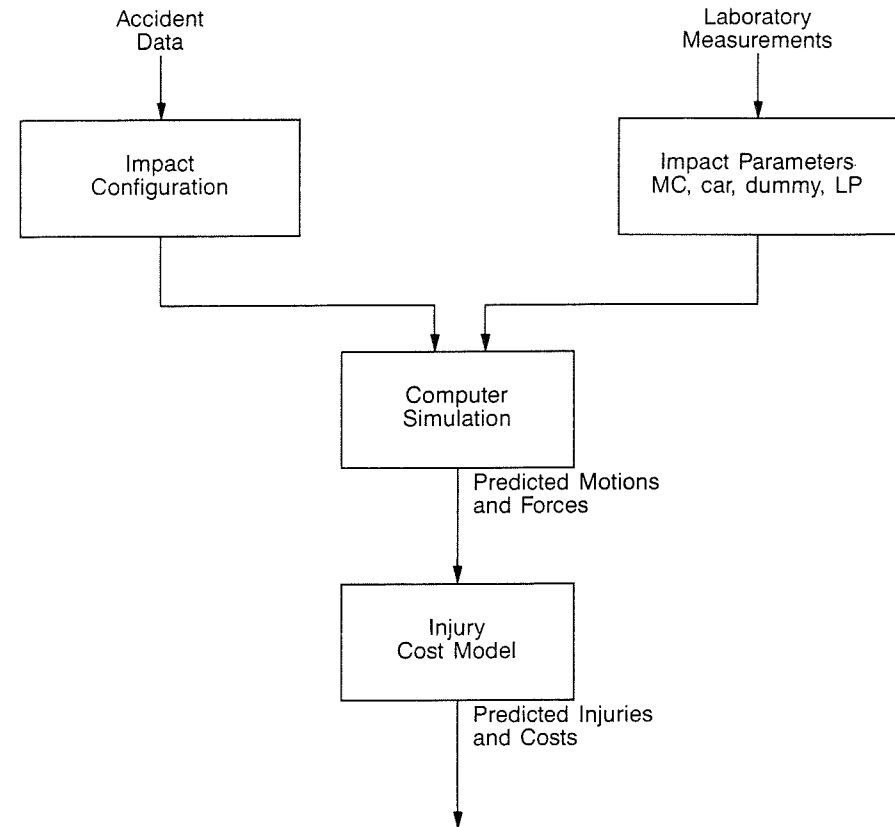 Accident
Data
Laboratory
Measurements
Impact
Configuration
Impact Parameters
MC, car, dummy, LP
Computer
Simulation
Predicted Motions
and Forces
Injury
Cost Model
Predicted Injuries
and Costs